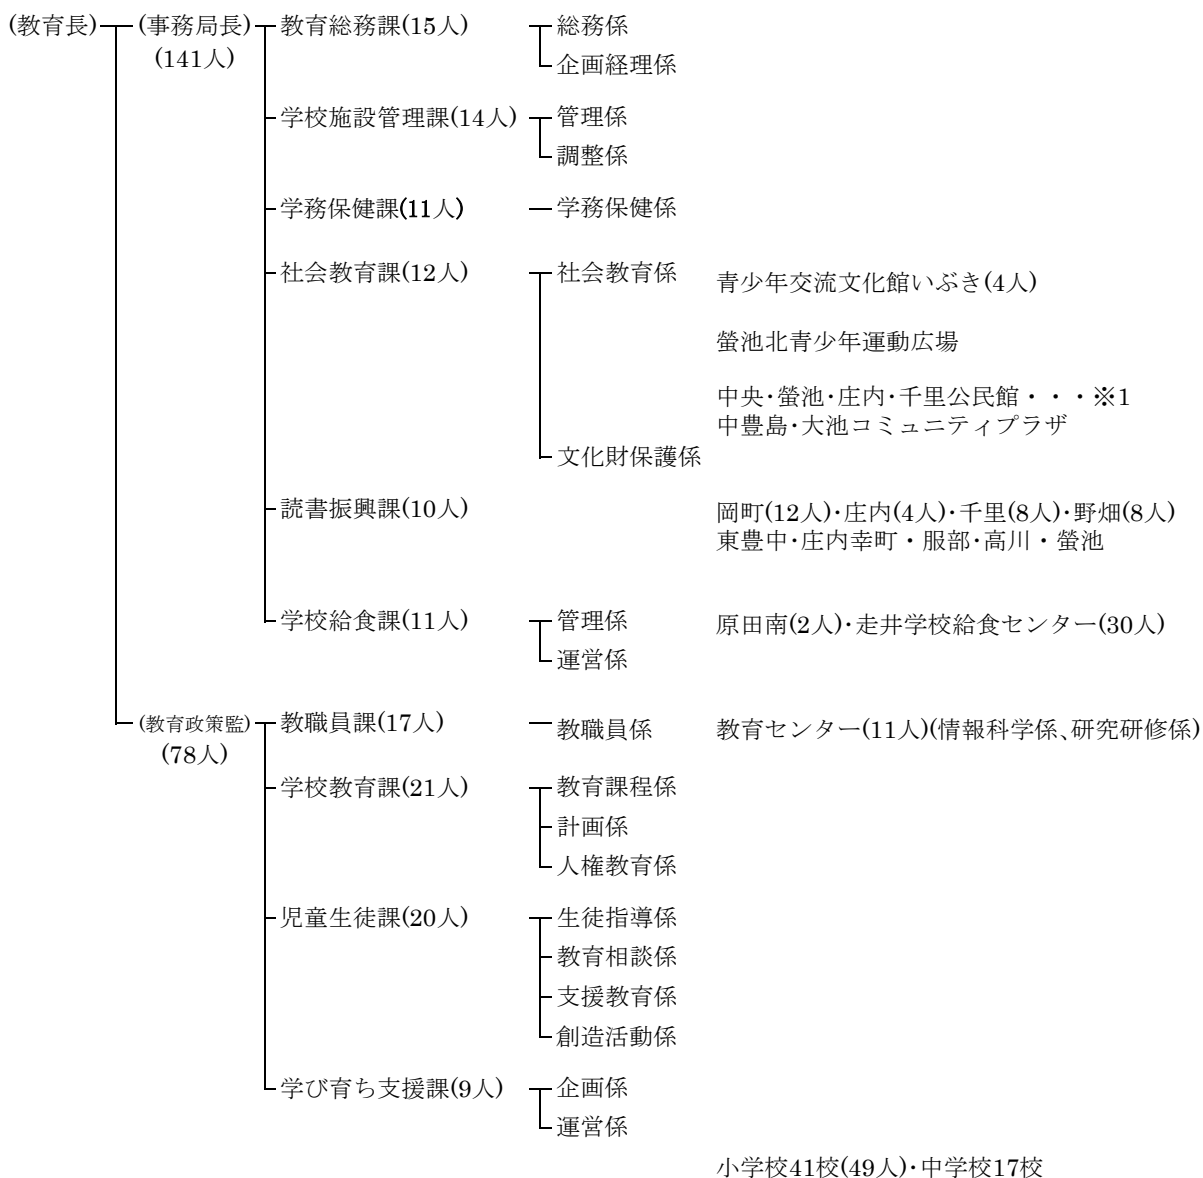 (教育長) (事務局長) 教育総務課(15人) 総務係
(141人) 企画経理係
学校施設管理課(14人) 管理係
調整係
学務保健課(11人) 学務保健係
社会教育課(12人) 社会教育係 青少年交流文化館いぶき(4人)
螢池北青少年運動広場
中央･螢池･庄内･千里公民館・・・※1
中豊島･大池コミュニティプラザ
文化財保護係
読書振興課(10人) 岡町(12人)･庄内(4人)･千里(8人)･野畑(8人)
東豊中･庄内幸町・服部･高川・螢池
学校給食課(11人) 管理係 原田南(2人)･走井学校給食センター(30人)
運営係
(教育政策監) 教職員課(17人) 教職員係 教育センター(11人)(情報科学係、研究研修係)
(78人)
学校教育課(21人) 教育課程係
計画係
人権教育係
児童生徒課(20人) 生徒指導係
教育相談係
支援教育係
創造活動係
学び育ち支援課(9人) 企画係
運営係
小学校41校(49人)･中学校17校